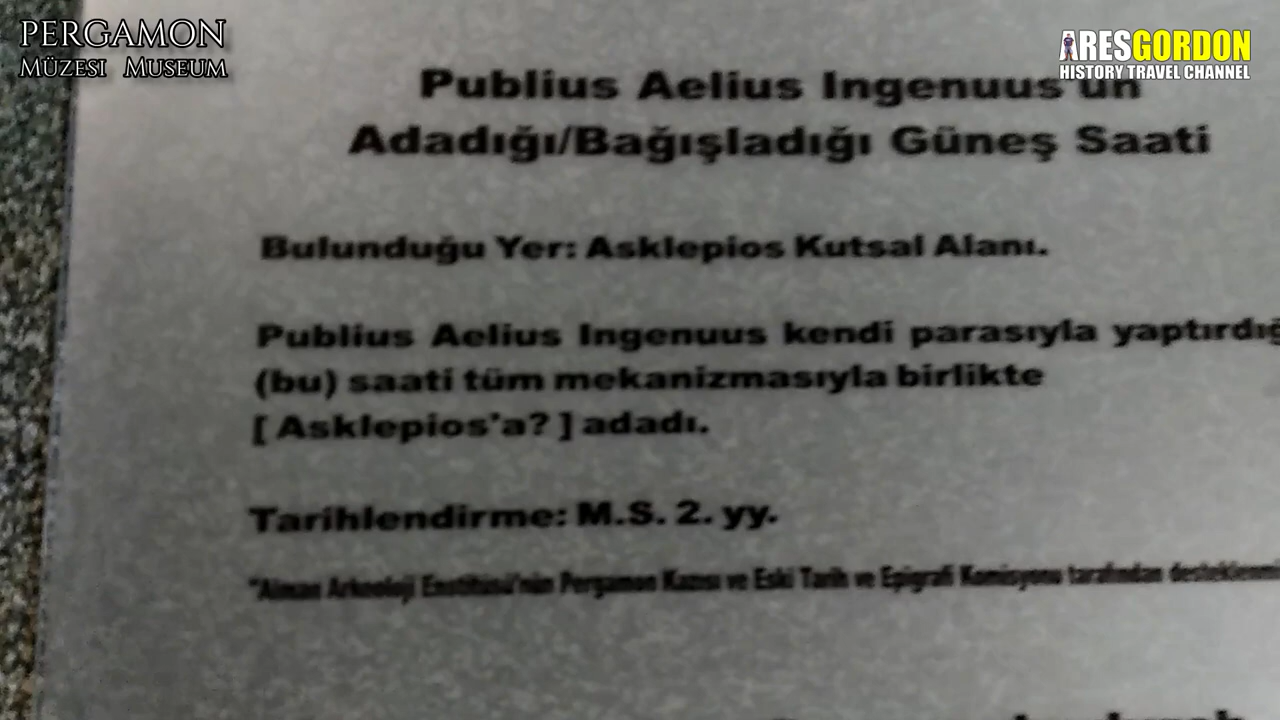 PERGAMON
MÜZESI MUSEUM
ARESGORDON
HISTORY TRAVEL CHANNEL
Publius Aelius Ingenuus'un
Adadığı/Bağışladığı Güneş Saati
Bulunduğu Yer: Asklepios Kutsal Alanı.
Publius Aelius Ingenuus kendi parasıyla yaptırdığ
(bu) saati tüm mekanizmasıyla birlikte
[ Asklepios'a? ] adadı.
Tarihlendirme: M.S. 2. yy.
"Alman Arkeoloji Enstitüsü'nün Pergamon Kazısı ve Eski Tarih ve Epigrafi Komisyonu tarafından desteklenmi